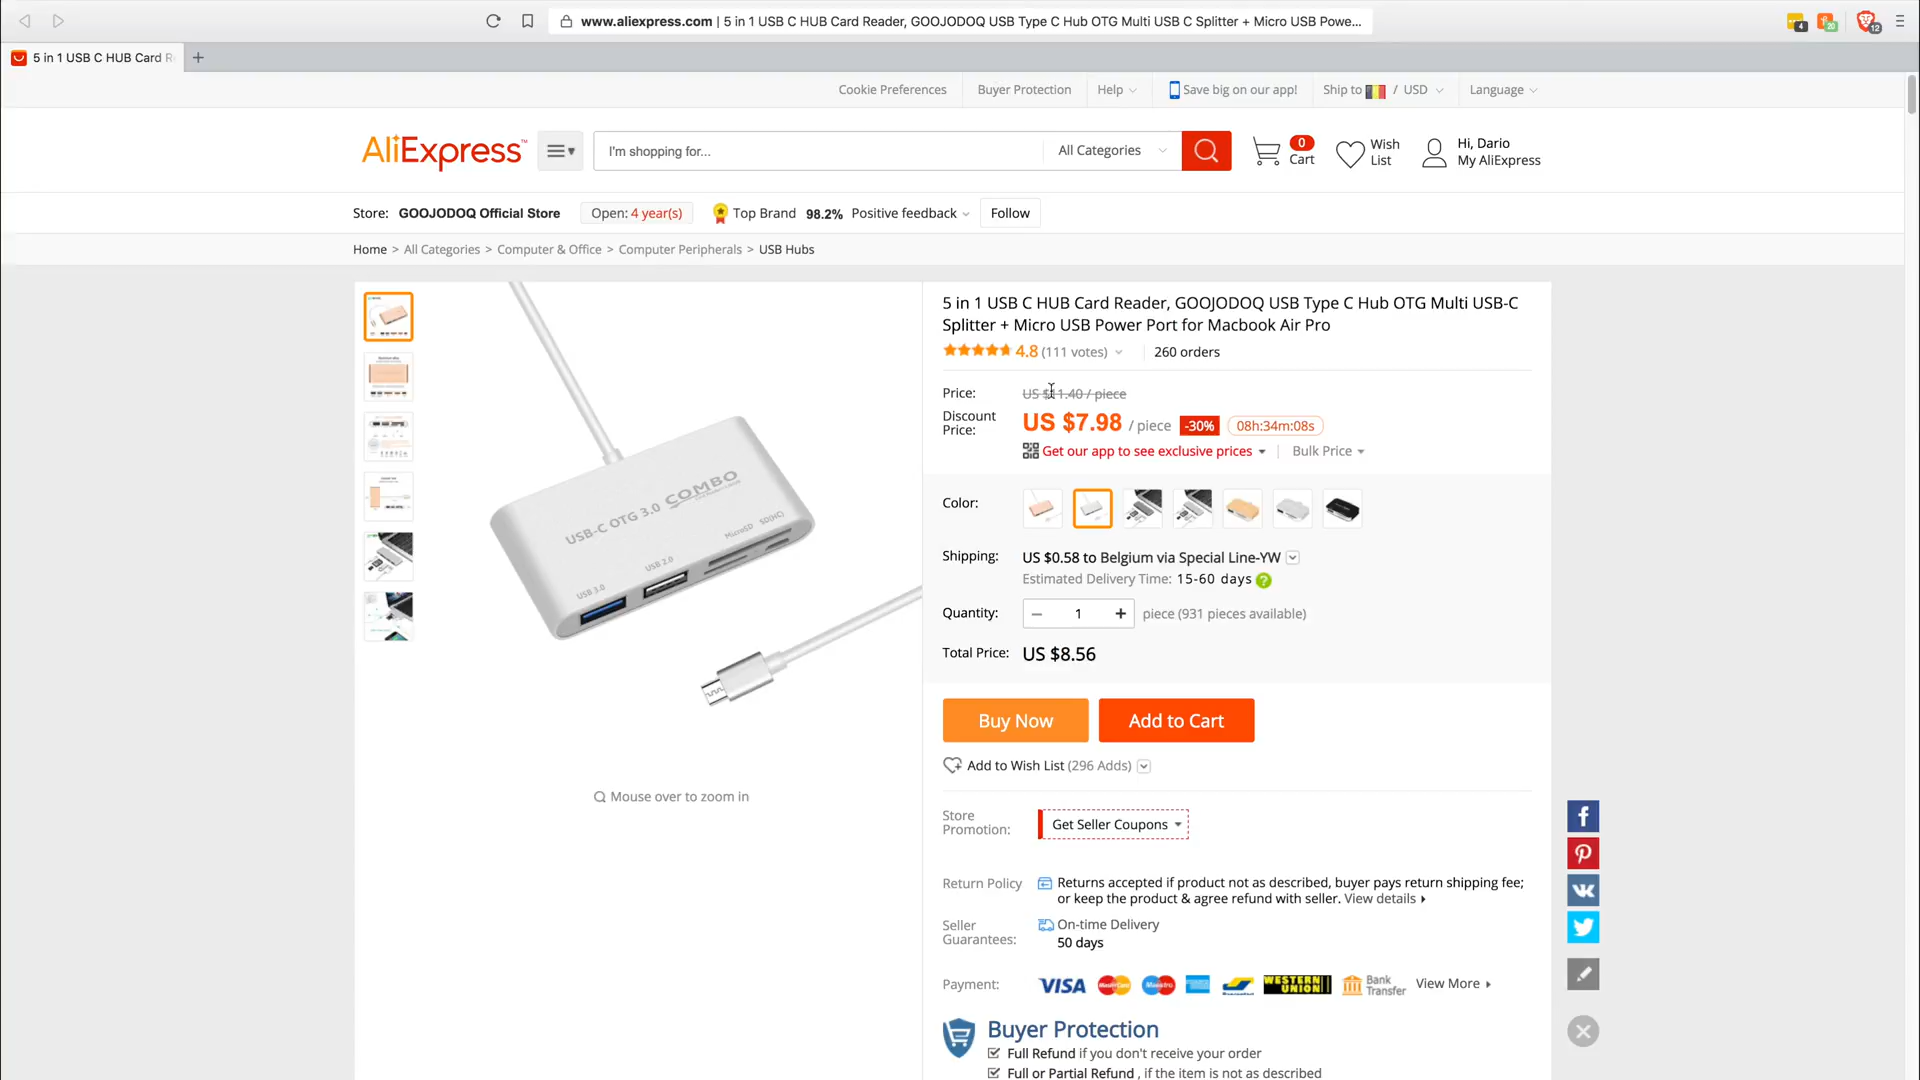 www.aliexpress.com | 5 in 1 USB C HUB Card Reader, GOOJODOQ USB Type C Hub OTG Multi USB C Splitter + Micro USB Powe...
4
20
12
5 in 1 USB C HUB Card R
Cookie Preferences
Buyer Protection
Help
Save big on our app!
Ship to / USD
Language
AliExpress™
I'm shopping for...
All Categories
0
Cart
Wish
List
Hi, Dario
My AliExpress
Store: GOOJODOQ Official Store
Open: 4 year(s)
Top Brand 98.2% Positive feedback
Follow
Home > All Categories > Computer & Office > Computer Peripherals > USB Hubs
5 in 1 USB C HUB Card Reader, GOOJODOQ USB Type C Hub OTG Multi USB-C
Splitter + Micro USB Power Port for Macbook Air Pro
4.8 (111 votes)
260 orders
Price: US $11.40 / piece
Discount
Price:
US $7.98 / piece -30% 08h:34m:08s
Get our app to see exclusive prices | Bulk Price
USB-C OTG 3.0 COMBO
MicroSD SD(HC)
USB 2.0
USB 3.0
Color:
Shipping: US $0.58 to Belgium via Special Line-YW
Estimated Delivery Time: 15-60 days ?
Quantity: − 1 + piece (931 pieces available)
Total Price: US $8.56
Buy Now
Add to Cart
Add to Wish List (296 Adds)
Mouse over to zoom in
Store
Promotion:
Get Seller Coupons
Return Policy
Returns accepted if product not as described, buyer pays return shipping fee;
or keep the product & agree refund with seller. View details
Seller
Guarantees:
On-time Delivery
50 days
Payment: VISA MasterCard Maestro WESTERN UNION Bank Transfer View More
Buyer Protection
Full Refund if you don't receive your order
Full or Partial Refund , if the item is not as described